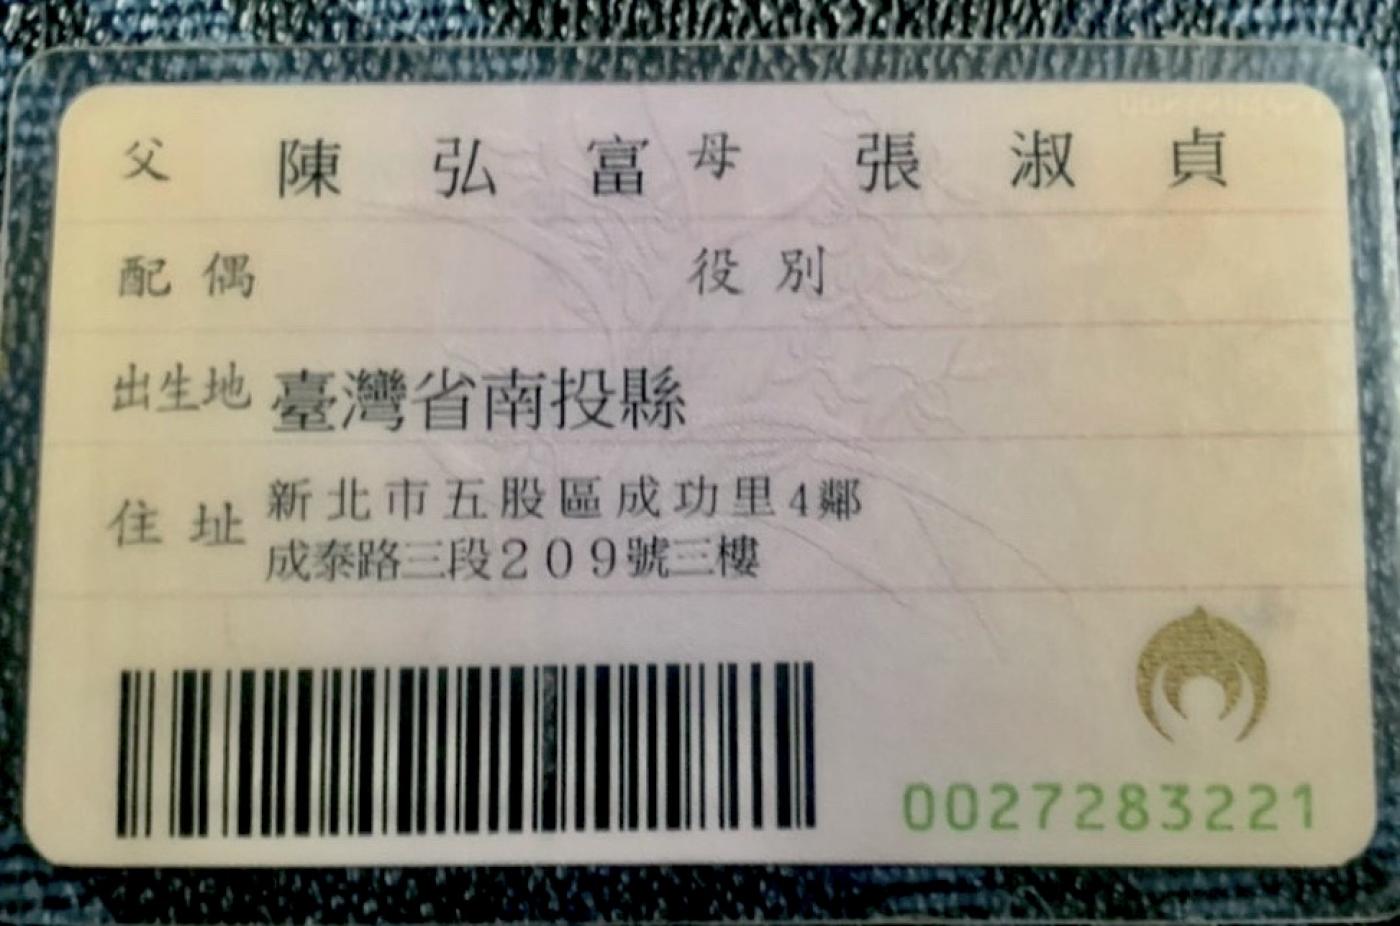 父 陳弘富 母 張淑貞
配偶 役別
出生地 臺灣省南投縣
住址 新北市五股區成功里4鄰
成泰路三段209號三樓
0027283221